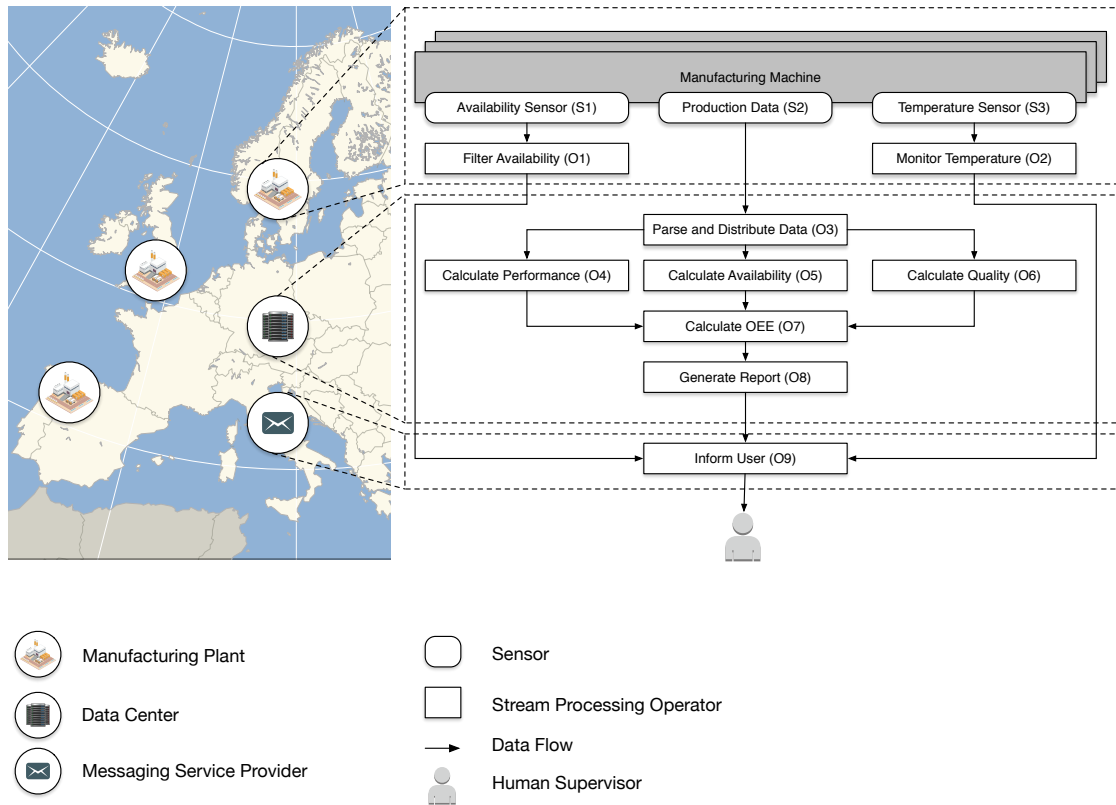 Manufacturing Machine
Availability Sensor (S1)
Production Data (S2)
Temperature Sensor (S3)
Filter Availability (O1)
Monitor Temperature (O2)
Parse and Distribute Data (O3)
Calculate Performance (O4)
Calculate Availability (O5)
Calculate Quality (O6)
Calculate OEE (O7)
Generate Report (O8)
Inform User (O9)
Manufacturing Plant
Data Center
Messaging Service Provider
Sensor
Stream Processing Operator
Data Flow
Human Supervisor